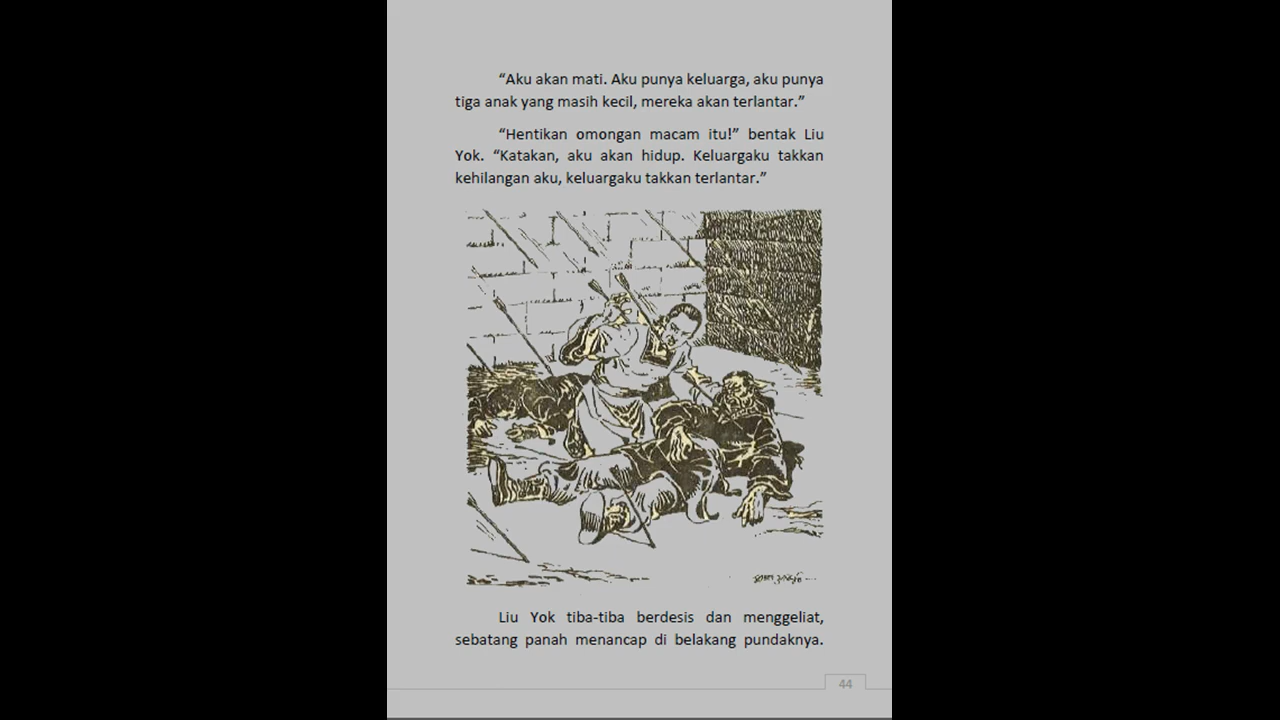 “Aku akan mati. Aku punya keluarga, aku punya
tiga anak yang masih kecil, mereka akan terlantar.”
“Hentikan omongan macam itu!” bentak Liu
Yok. “Katakan, aku akan hidup. Keluargaku takkan
kehilangan aku, keluargaku takkan terlantar.”
Liu Yok tiba-tiba berdesis dan menggeliat,
sebatang panah menancap di belakang pundaknya.
44